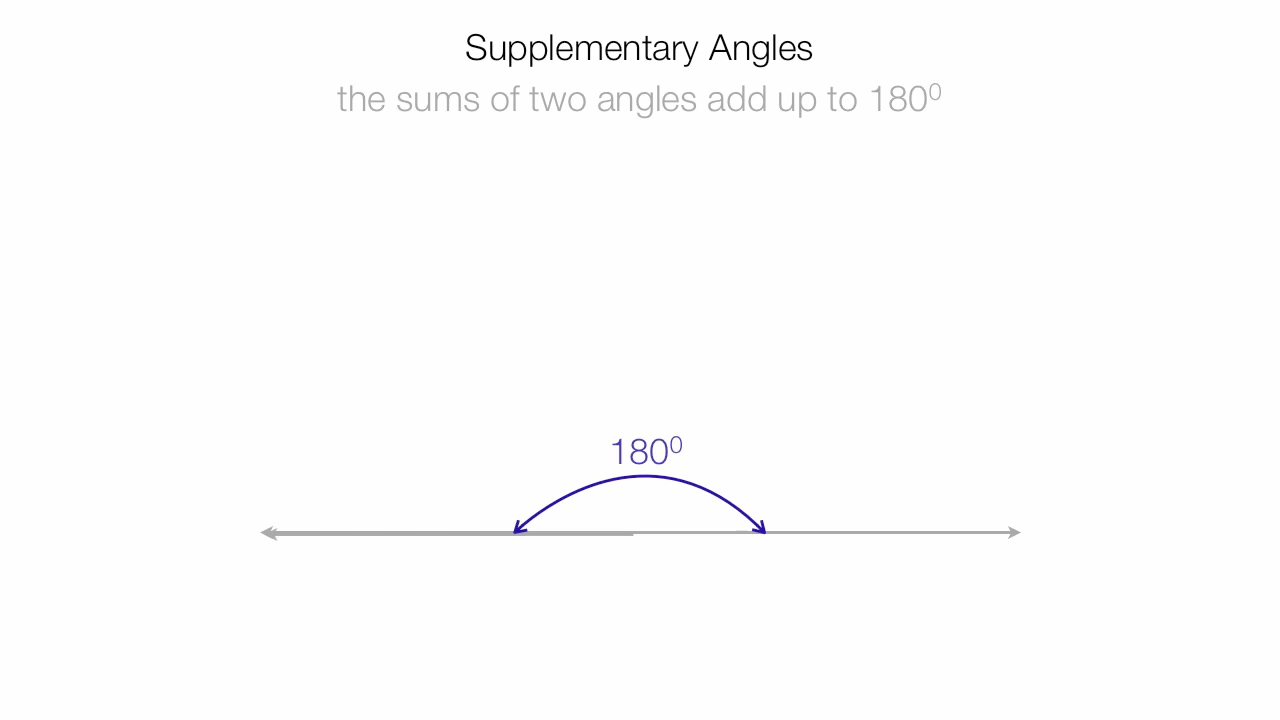 Supplementary Angles
the sums of two angles add up to 180⁰
180⁰